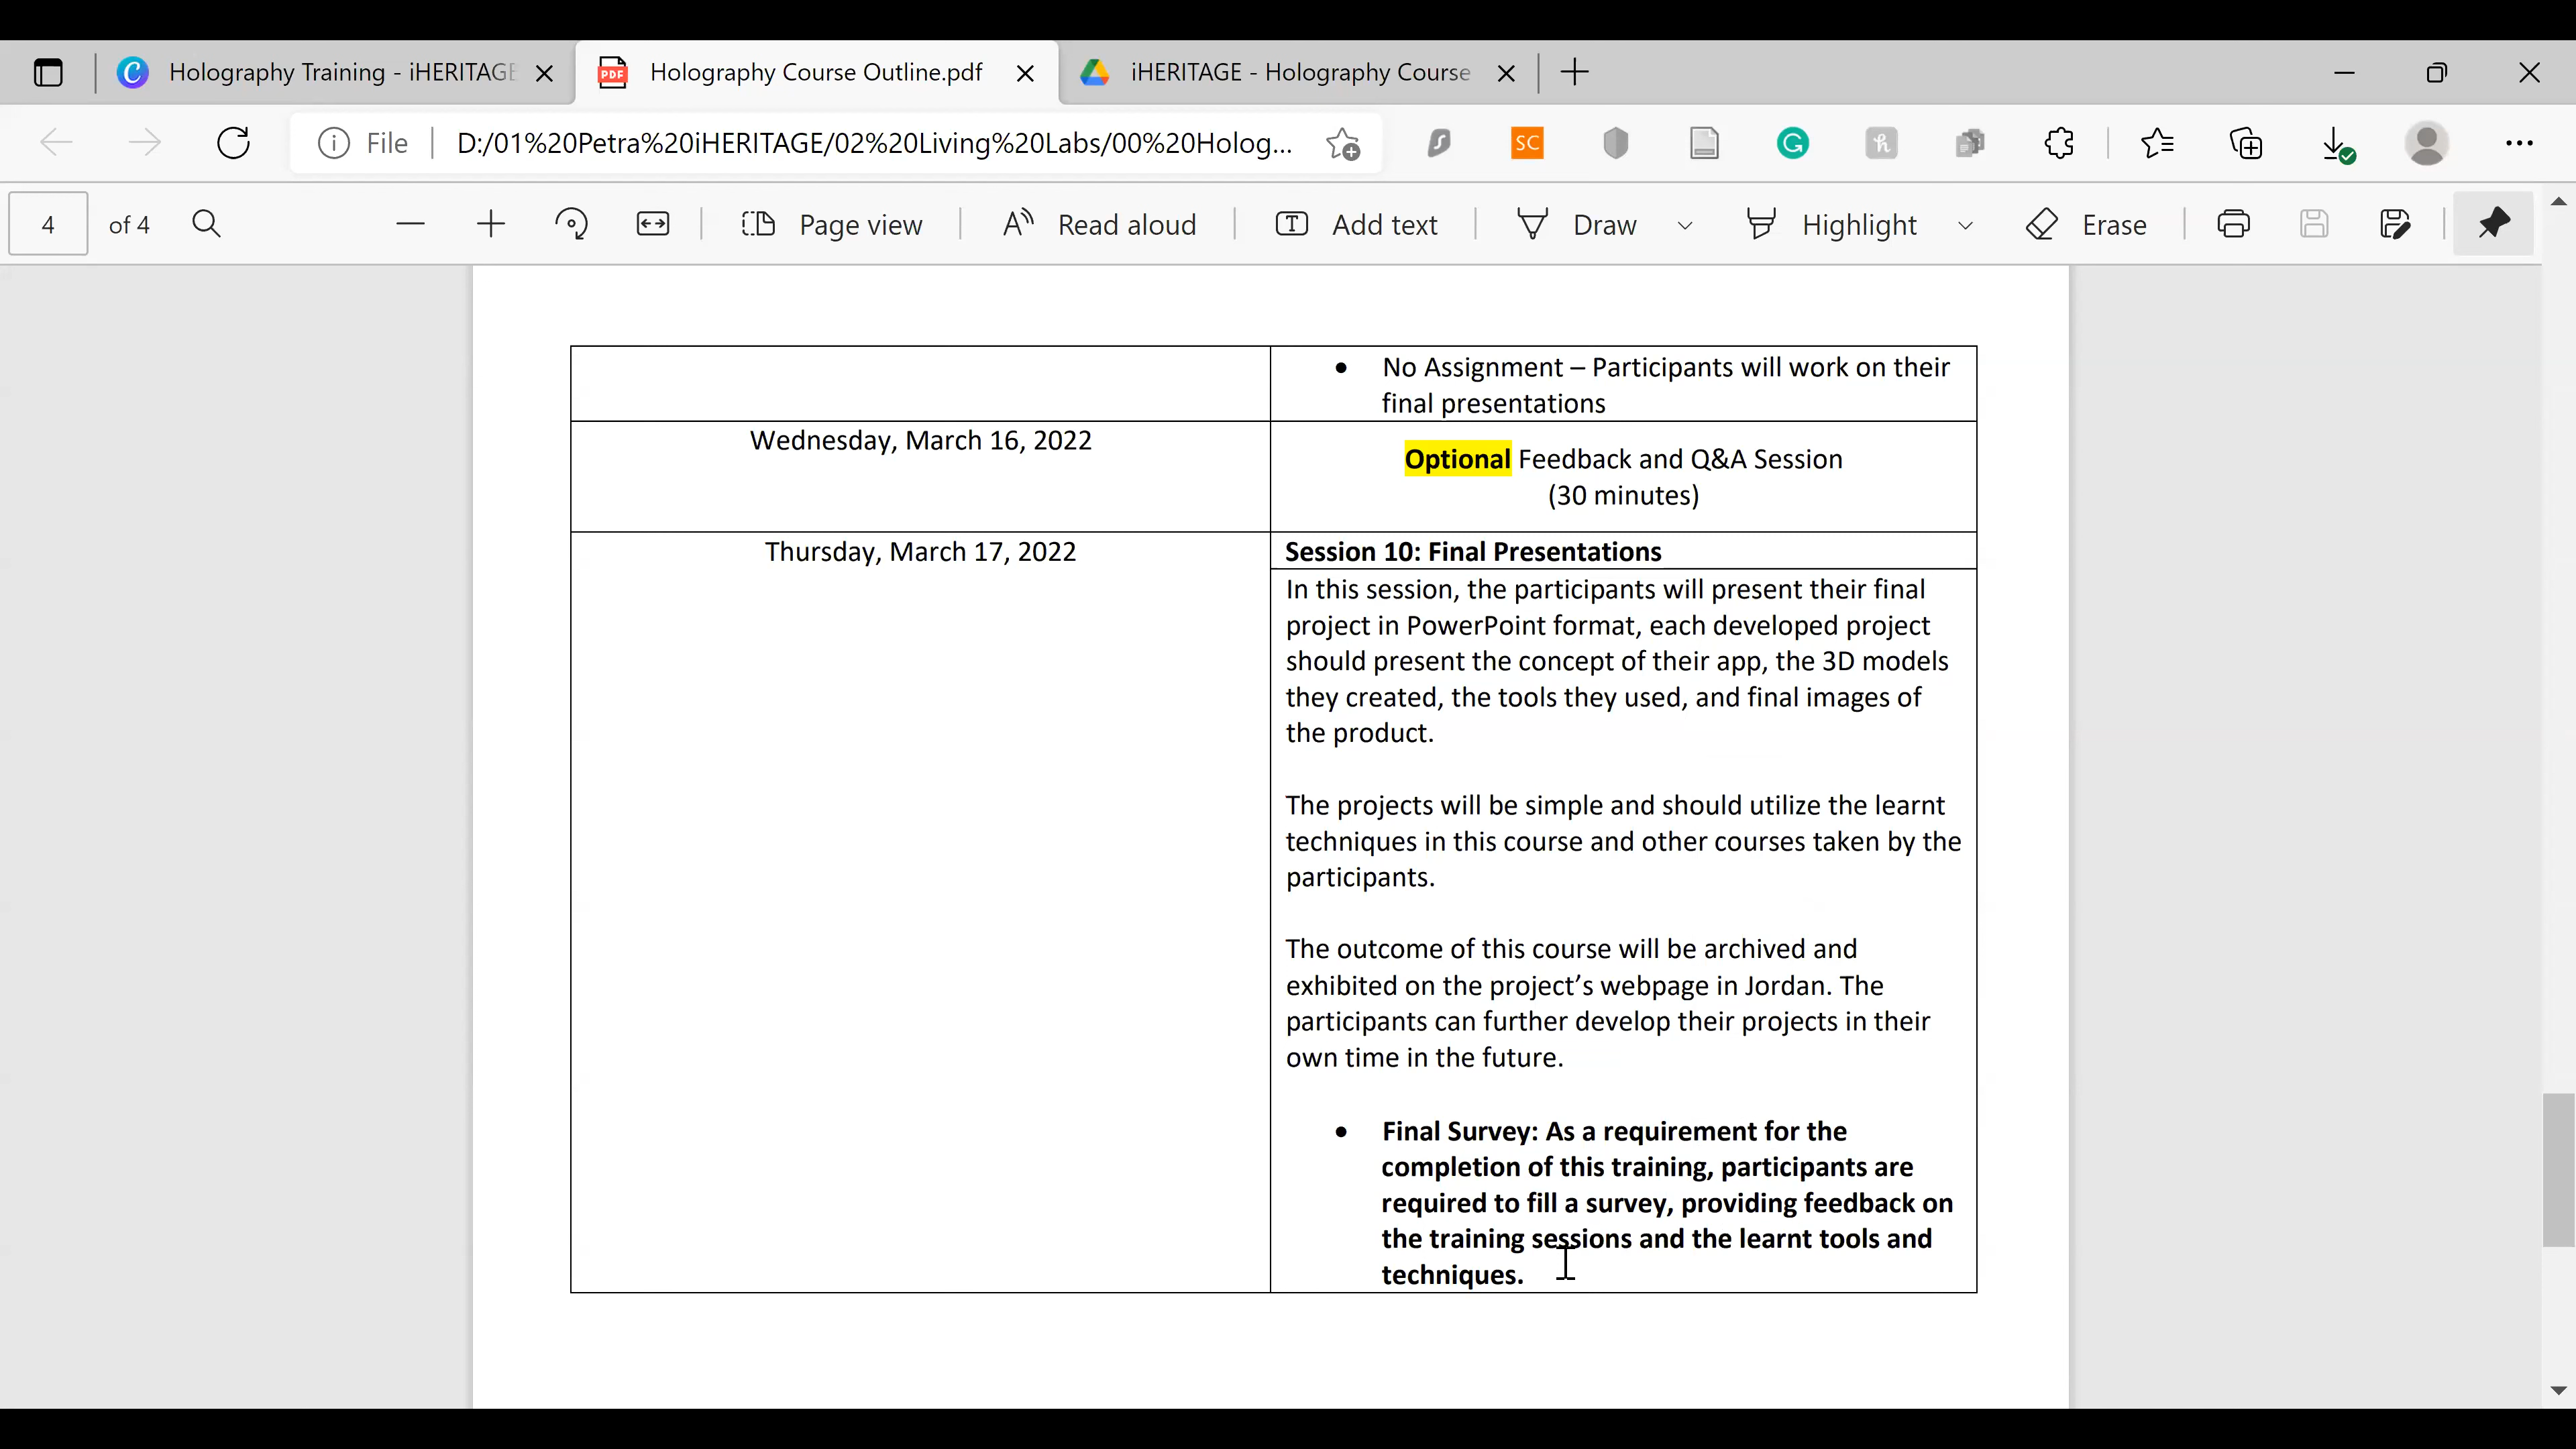 Holography Training - iHERITAGE
Holography Course Outline.pdf
iHERITAGE - Holography Course
File
D:/01%20Petra%20iHERITAGE/02%20Living%20Labs/00%20Holog...
SC
4
of 4
Page view
Read aloud
Add text
Draw
Highlight
Erase
• No Assignment – Participants will work on their
final presentations
Wednesday, March 16, 2022
Optional Feedback and Q&A Session
(30 minutes)
Thursday, March 17, 2022
Session 10: Final Presentations
In this session, the participants will present their final
project in PowerPoint format, each developed project
should present the concept of their app, the 3D models
they created, the tools they used, and final images of
the product.
The projects will be simple and should utilize the learnt
techniques in this course and other courses taken by the
participants.
The outcome of this course will be archived and
exhibited on the project’s webpage in Jordan. The
participants can further develop their projects in their
own time in the future.
• Final Survey: As a requirement for the
completion of this training, participants are
required to fill a survey, providing feedback on
the training sessions and the learnt tools and
techniques.